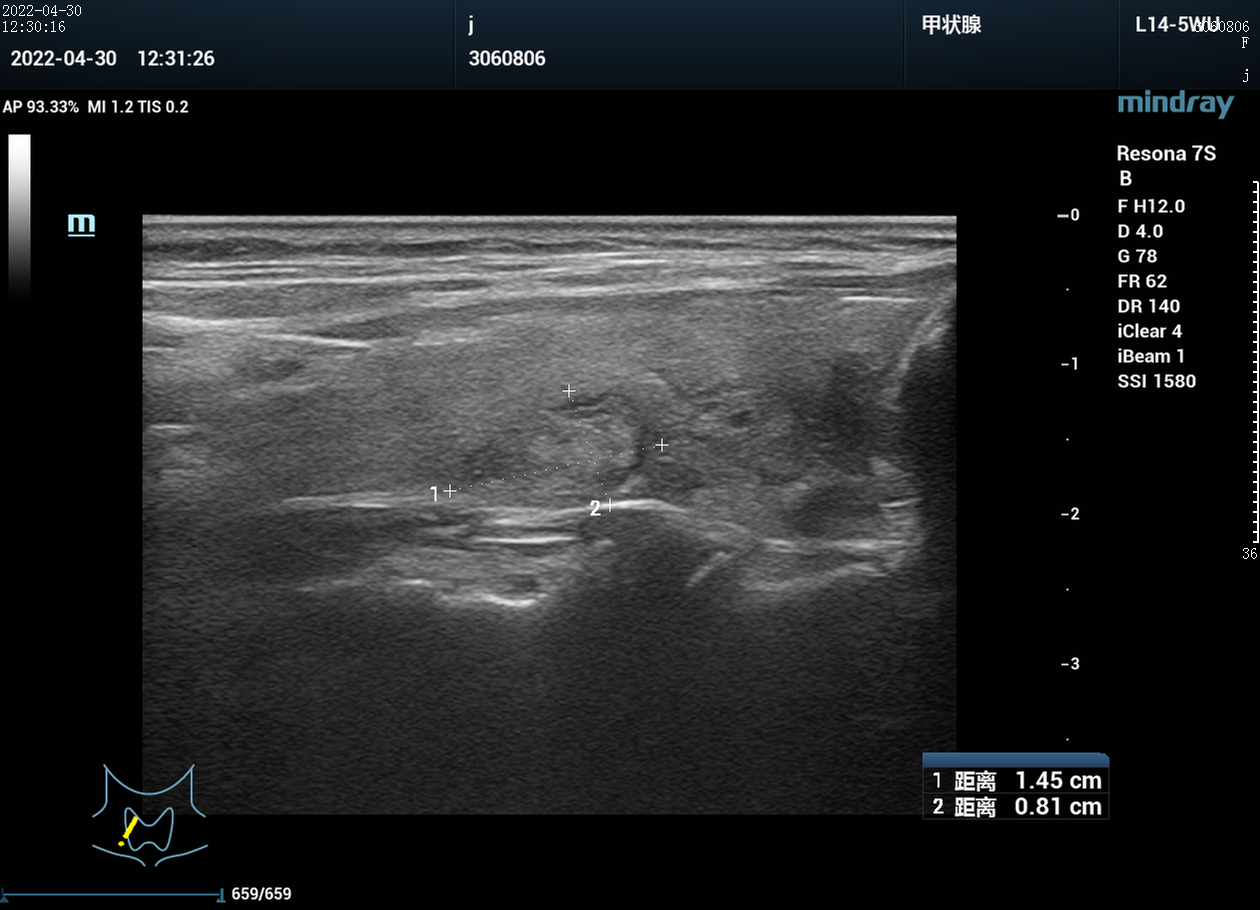 2022-04-30
12:30:16
2022-04-30 12:31:26
j
3060806
甲状腺
L14-5WU
3060806
F
j
AP 93.33% MI 1.2 TIS 0.2
mindray
m
Resona 7S
B
F H12.0
D 4.0
G 78
FR 62
DR 140
iClear 4
iBeam 1
SSI 1580
0
1
2
3
36
1
2
1 距离 1.45 cm
2 距离 0.81 cm
659/659